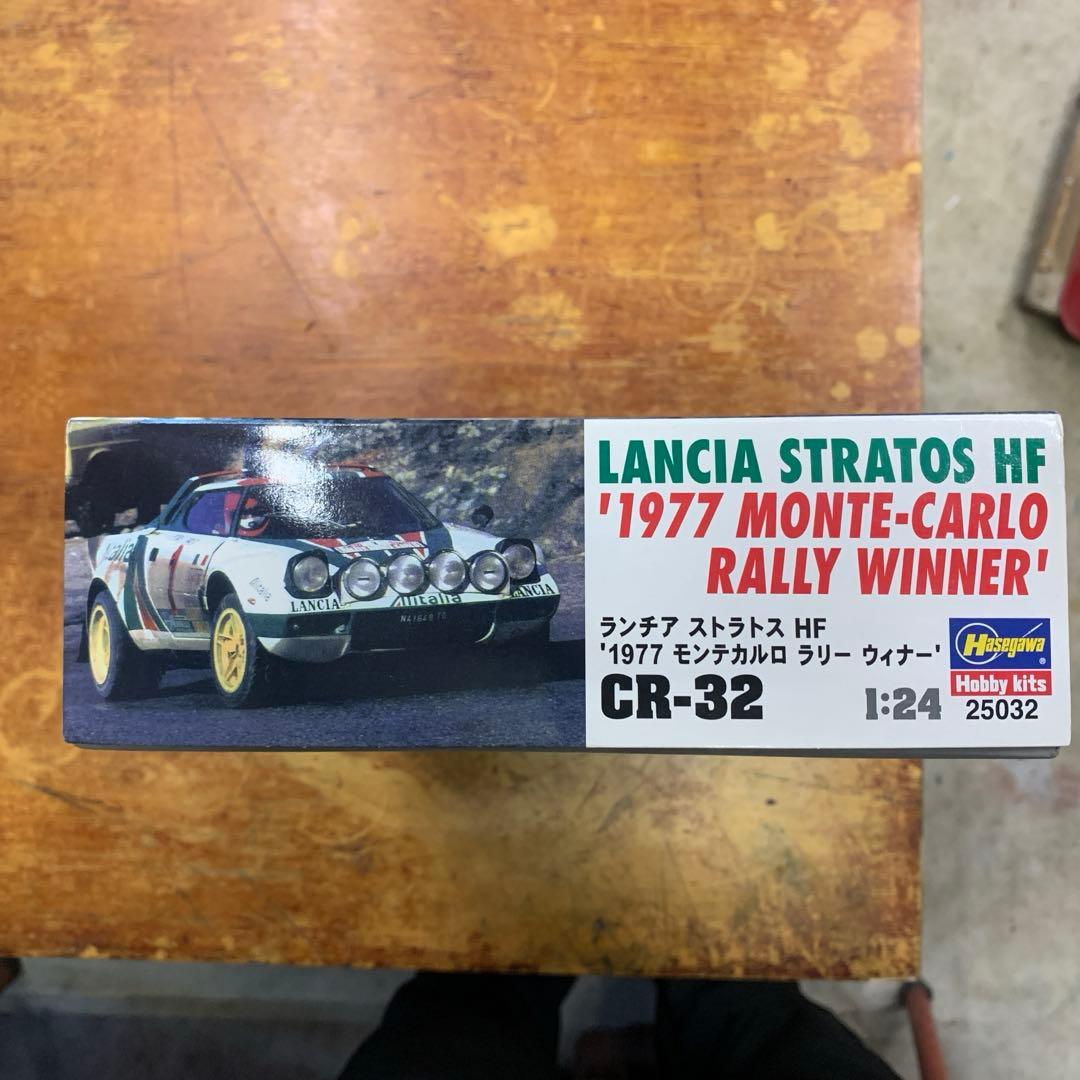 LANCIA STRATOS HF
'1977 MONTE-CARLO
RALLY WINNER'
ランチア ストラトス HF
'1977 モンテカルロ ラリー ウィナー'
CR-32
1:24
Hasegawa®
Hobby kits
25032
Alitalia
1
LANCIA
Alitalia
LANCIA